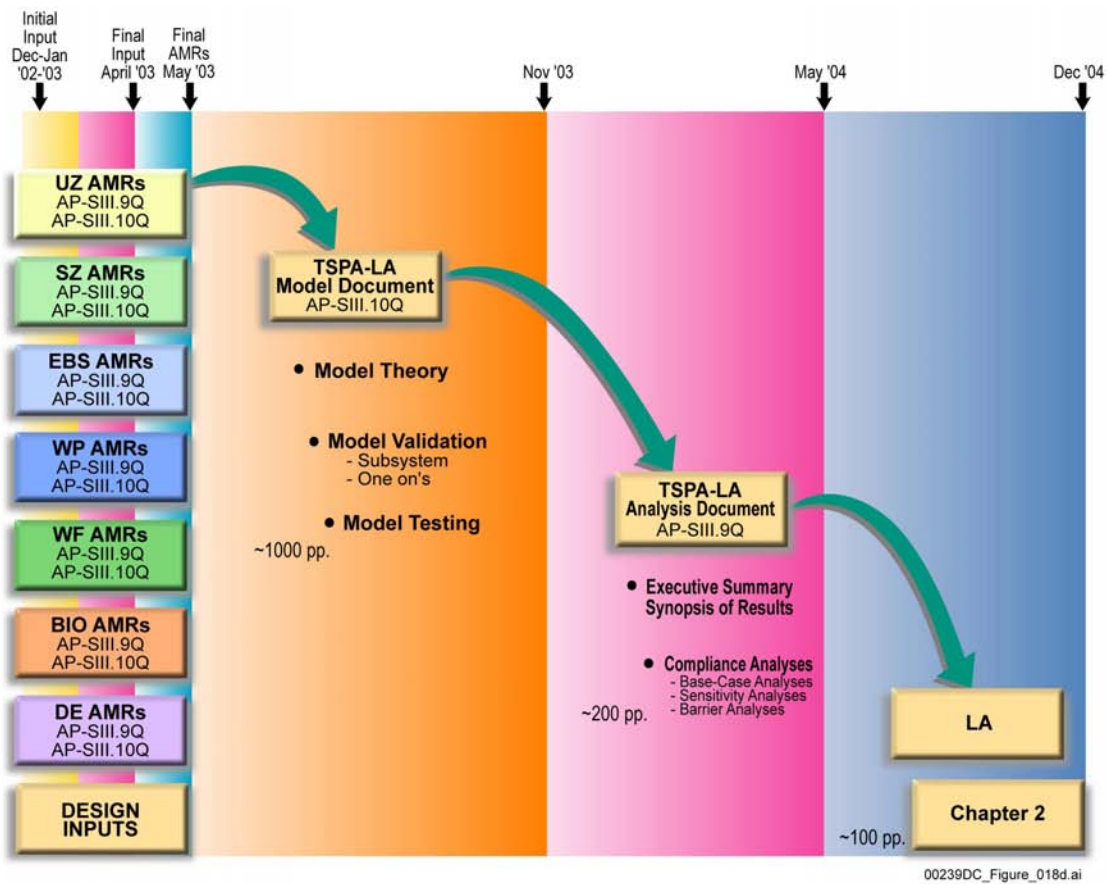 Initial
Input
Dec-Jan
'02-'03
Final
Input
April '03
Final
AMRs
May '03
Nov '03
May '04
Dec '04
UZ AMRs
AP-SIII.9Q
AP-SIII.10Q
SZ AMRs
AP-SIII.9Q
AP-SIII.10Q
EBS AMRs
AP-SIII.9Q
AP-SIII.10Q
WP AMRs
AP-SIII.9Q
AP-SIII.10Q
WF AMRs
AP-SIII.9Q
AP-SIII.10Q
BIO AMRs
AP-SIII.9Q
AP-SIII.10Q
DE AMRs
AP-SIII.9Q
AP-SIII.10Q
DESIGN
INPUTS
TSPA-LA
Model Document
AP-SIII.10Q
• Model Theory
• Model Validation
- Subsystem
- One on's
• Model Testing
~1000 pp.
TSPA-LA
Analysis Document
AP-SIII.9Q
• Executive Summary
Synopsis of Results
• Compliance Analyses
- Base-Case Analyses
- Sensitivity Analyses
- Barrier Analyses
~200 pp.
LA
Chapter 2
~100 pp.
00239DC_Figure_018d.ai